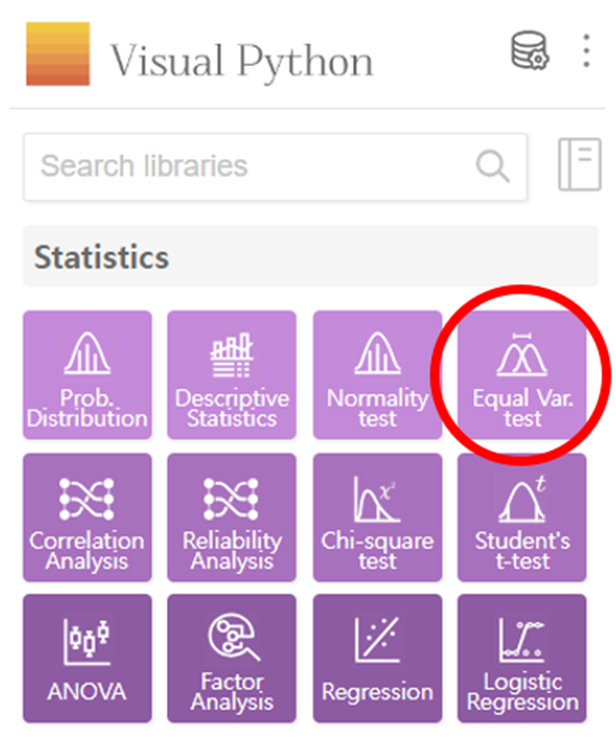 Visual Python
Search libraries
Statistics
Prob.
Distribution
Descriptive
Statistics
Normality
test
Equal Var.
test
Correlation
Analysis
Reliability
Analysis
χ²
Chi-square
test
t
Student's
t-test
ANOVA
Factor
Analysis
Regression
Logistic
Regression